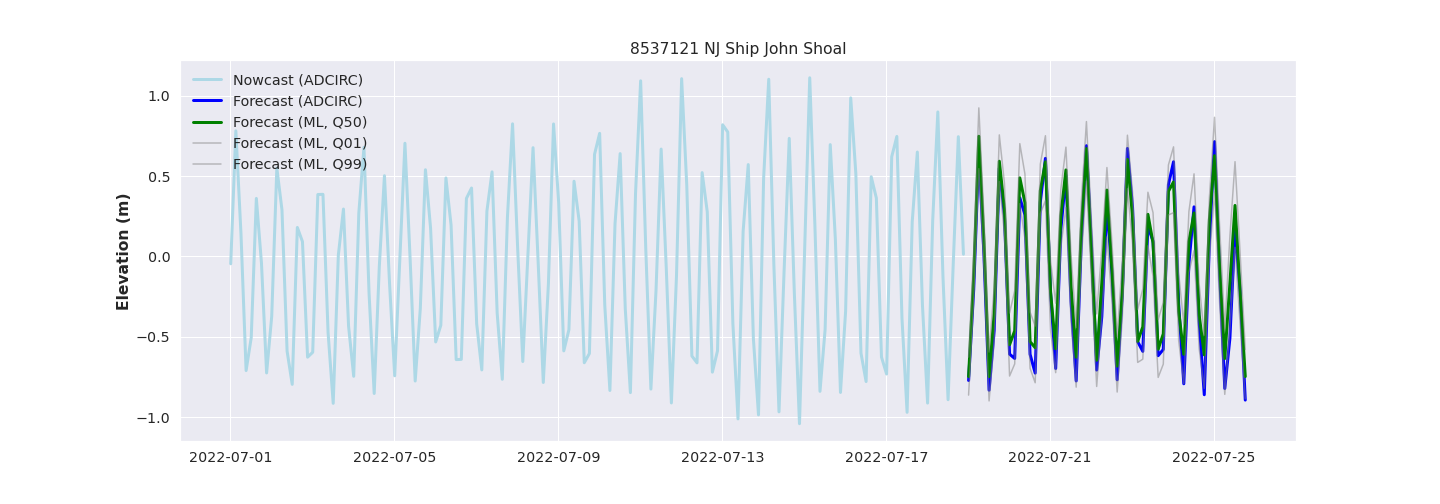 8537121 NJ Ship John Shoal
Nowcast (ADCIRC)
Forecast (ADCIRC)
Forecast (ML, Q50)
Forecast (ML, Q01)
Forecast (ML, Q99)
Elevation (m)
1.0
0.5
0.0
−0.5
−1.0
2022-07-01
2022-07-05
2022-07-09
2022-07-13
2022-07-17
2022-07-21
2022-07-25